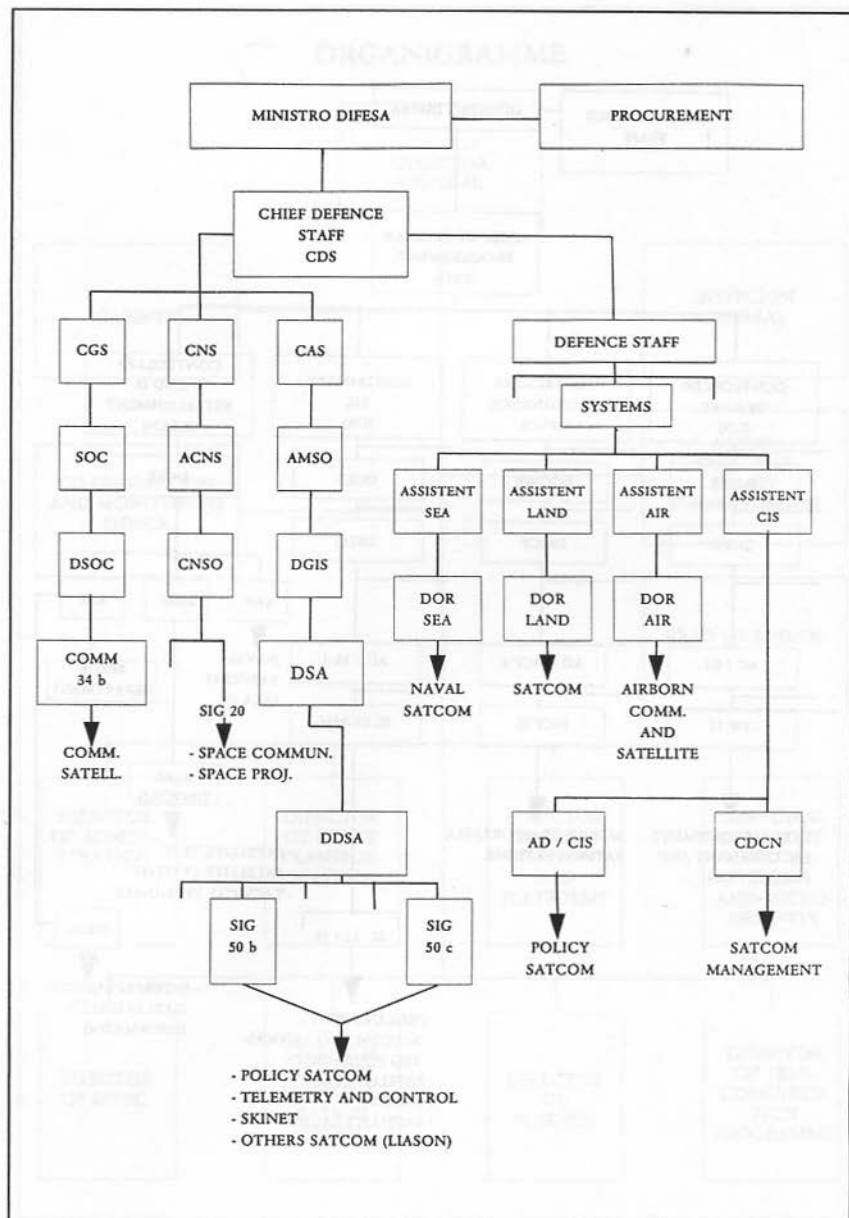 MINISTRO DIFESA
PROCUREMENT
CHIEF DEFENCE
STAFF
CDS
CGS
CNS
CAS
DEFENCE STAFF
SYSTEMS
SOC
ACNS
AMSO
ASSISTENT
SEA
ASSISTENT
LAND
ASSISTENT
AIR
ASSISTENT
CIS
DSOC
CNSO
DGIS
DOR
SEA
DOR
LAND
DOR
AIR
COMM
34 b
DSA
NAVAL
SATCOM
SATCOM
AIRBORN
COMM.
AND
SATELLITE
SIG 20
COMM.
SATELL.
- SPACE COMMUN.
- SPACE PROJ.
DDSA
AD / CIS
CDCN
SIG
50 b
SIG
50 c
POLICY
SATCOM
SATCOM
MANAGEMENT
- POLICY SATCOM
- TELEMETRY AND CONTROL
- SKINET
- OTHERS SATCOM (LIASON)